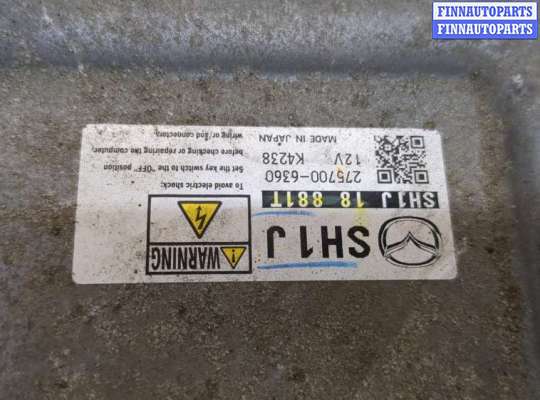 FINNAUTOPARTS
FINNAUTOPARTS
SH1J
SH1J 18 881T
275700-6360
12V K4238
MADE IN JAPAN
WARNING
To avoid electric shock:
Set the key switch to the "OFF" position
before checking or repairing the computer,
wiring or/and connectors.